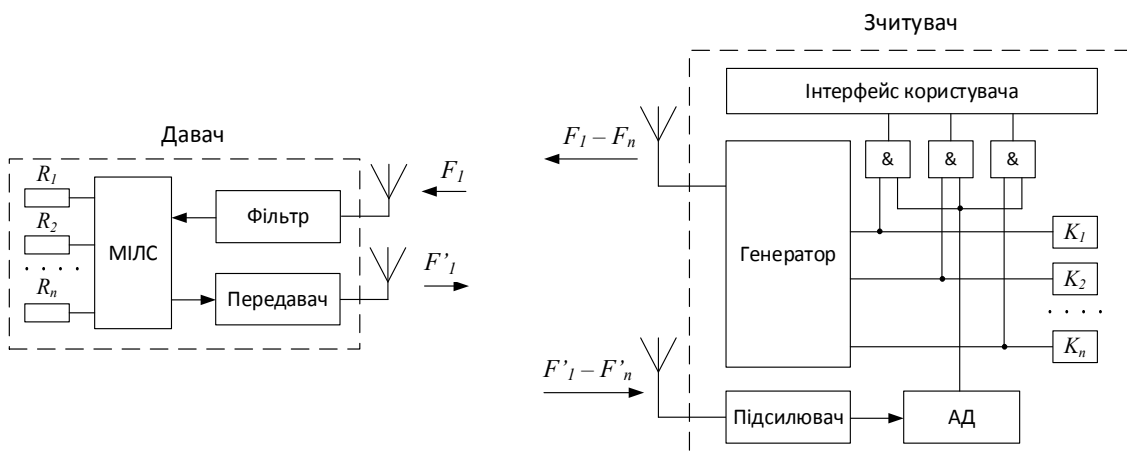 Зчитувач
Інтерфейс користувача
Давач
F1 – Fn
& & &
R1
F1
Фільтр
R2
МІЛС
Генератор
K1
. . . .
F'1
K2
Rn
Передавач
. . . .
Kn
F'1 – F'n
Підсилювач
АД